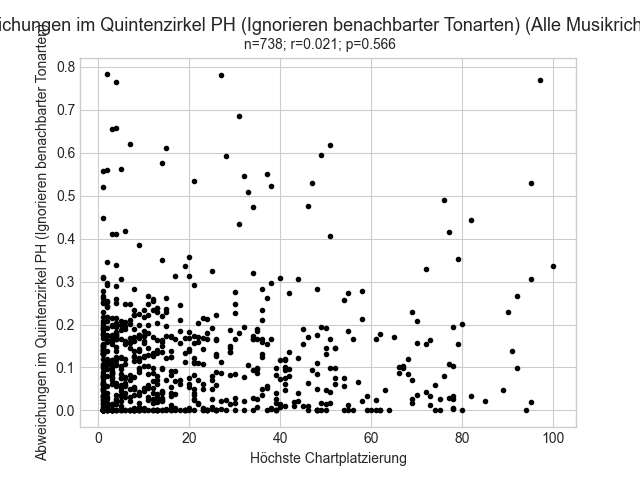 ichungen im Quintenzirkel PH (Ignorieren benachbarter Tonarten) (Alle Musikrich
n=738; r=0.021; p=0.566
Abweichungen im Quintenzirkel PH (Ignorieren benachbarter Tonarten)
0.8
0.7
0.6
0.5
0.4
0.3
0.2
0.1
0.0
0 20 40 60 80 100
Höchste Chartplatzierung